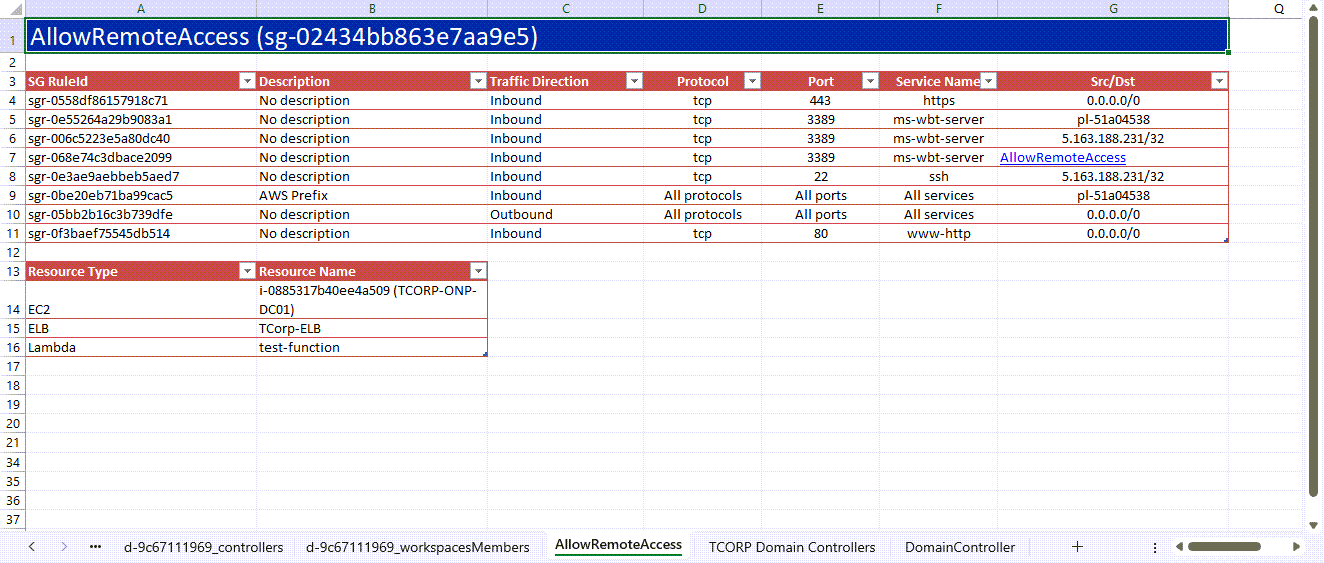 A B C D E F G Q
1 AllowRemoteAccess (sg-02434bb863e7aa9e5)
2
3 SG RuleId Description Traffic Direction Protocol Port Service Name Src/Dst
4 sgr-0558df86157918c71 No description Inbound tcp 443 https 0.0.0.0/0
5 sgr-0e55264a29b9083a1 No description Inbound tcp 3389 ms-wbt-server pl-51a04538
6 sgr-006c5223e5a80dc40 No description Inbound tcp 3389 ms-wbt-server 5.163.188.231/32
7 sgr-068e74c3dbace2099 No description Inbound tcp 3389 ms-wbt-server AllowRemoteAccess
8 sgr-0e3ae9aebbeb5aed7 No description Inbound tcp 22 ssh 5.163.188.231/32
9 sgr-0be20eb71ba99cac5 AWS Prefix Inbound All protocols All ports All services pl-51a04538
10 sgr-05bb2b16c3b739dfe No description Outbound All protocols All ports All services 0.0.0.0/0
11 sgr-0f3baef75545db514 No description Inbound tcp 80 www-http 0.0.0.0/0
12
13 Resource Type Resource Name
i-0885317b40ee4a509 (TCORP-ONP-
14 EC2 DC01)
15 ELB TCorp-ELB
16 Lambda test-function
17
18
19
20
21
34
35
36
37
... d-9c67111969_controllers d-9c67111969_workspacesMembers AllowRemoteAccess TCORP Domain Controllers DomainController +